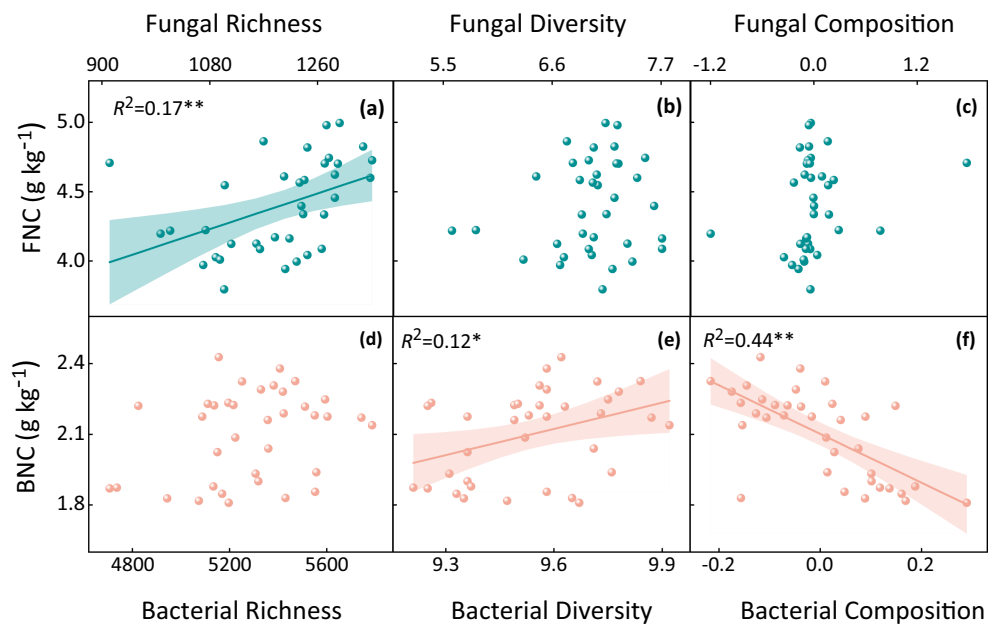 Fungal Richness Fungal Diversity Fungal Composition
900 1080 1260 5.5 6.6 7.7 -1.2 0.0 1.2
R²=0.17** (a) (b) (c)
5.0
4.5
4.0
FNC (g kg⁻¹)
R²=0.12* R²=0.44** (d) (e) (f)
2.4
2.1
1.8
BNC (g kg⁻¹)
4800 5200 5600 9.3 9.6 9.9 -0.2 0.0 0.2
Bacterial Richness Bacterial Diversity Bacterial Composition